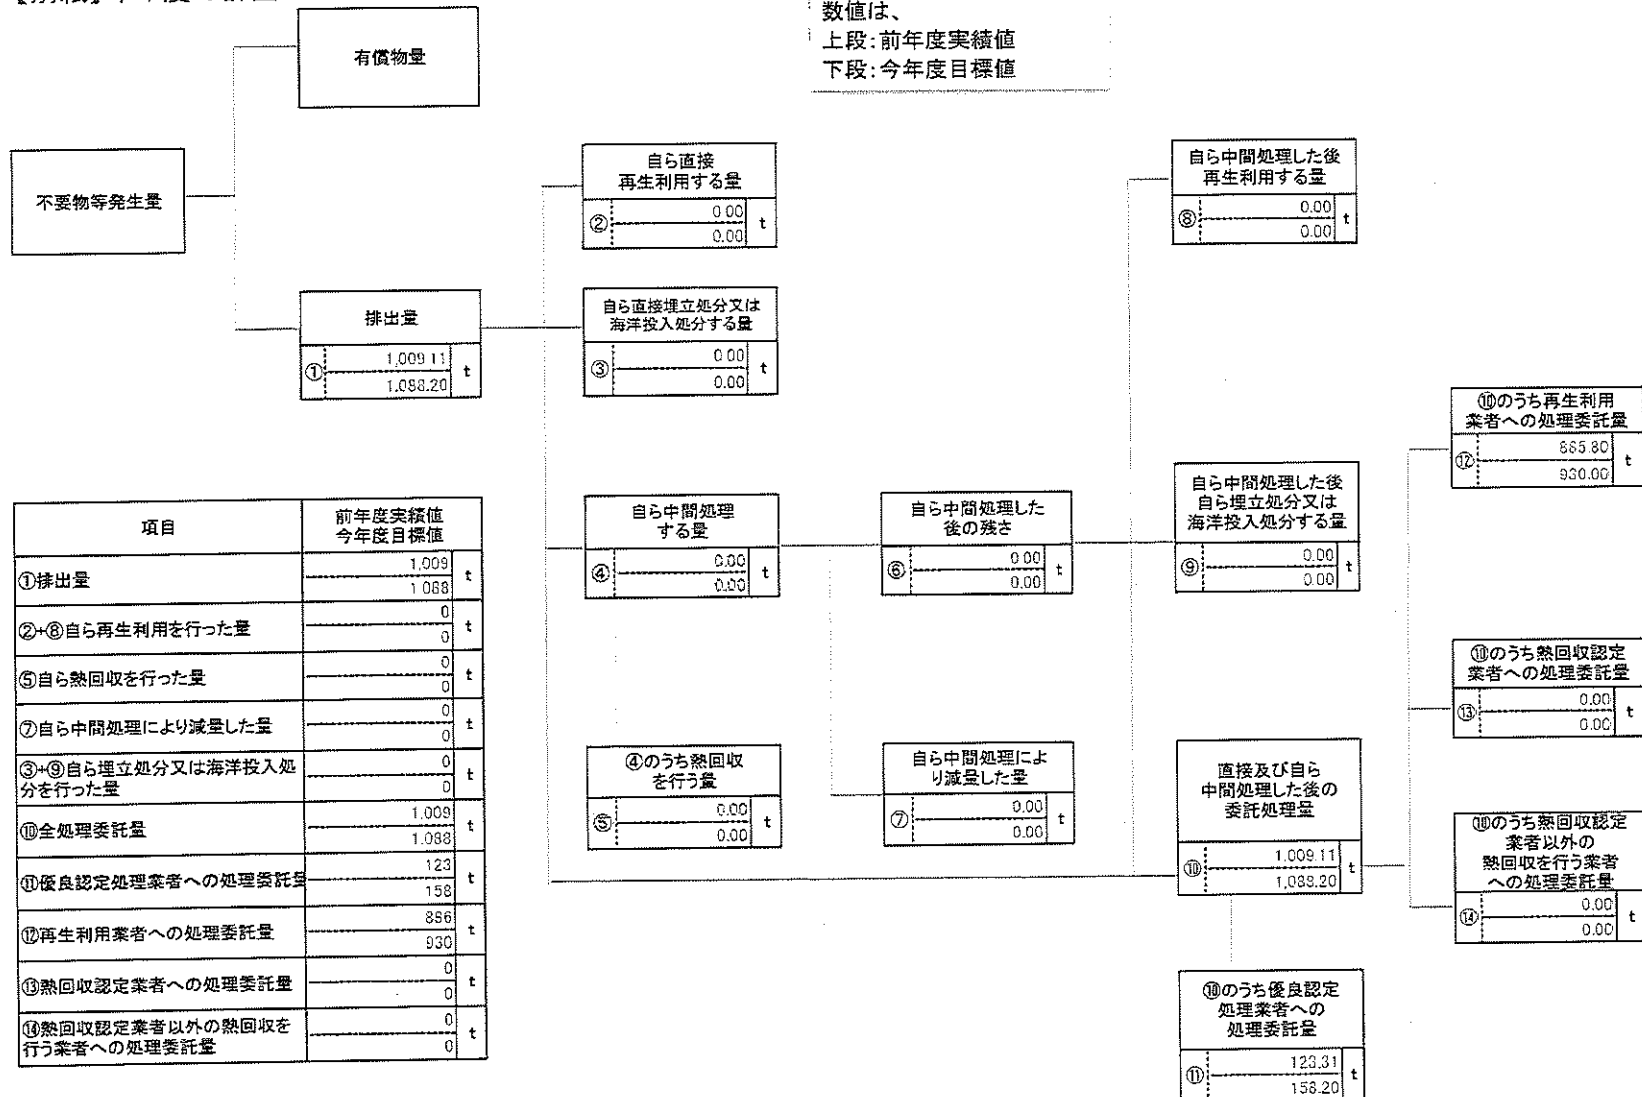 数値は、
上段:前年度実績値
下段:今年度目標値
有償物量
不要物等発生量
排出量
① 1,009.11 t
1,088.20
自ら直接
再生利用する量
② 0.00 t
0.00
自ら直接埋立処分又は
海洋投入処分する量
③ 0.00 t
0.00
自ら中間処理
する量
④ 0.00 t
0.00
④のうち熱回収
を行う量
⑤ 0.00 t
0.00
自ら中間処理した
後の残さ
⑥ 0.00 t
0.00
自ら中間処理によ
り減量した量
⑦ 0.00 t
0.00
自ら中間処理した後
再生利用する量
⑧ 0.00 t
0.00
自ら中間処理した後
自ら埋立処分又は
海洋投入処分する量
⑨ 0.00 t
0.00
直接及び自ら
中間処理した後の
委託処理量
⑩ 1,009.11 t
1,088.20
⑩のうち優良認定
処理業者への
処理委託量
⑪ 123.31 t
158.20
⑩のうち再生利用
業者への処理委託量
⑫ t
930.00
⑩のうち熱回収認定
業者への処理委託量
⑬ 0.00 t
0.00
⑩のうち熱回収認定
業者以外の
熱回収を行う業者
への処理委託量
⑭ 0.00 t
0.00
項目 前年度実績値
今年度目標値
①排出量 1,009 t
1,088
②+⑧自ら再生利用を行った量 0 t
0
⑤自ら熱回収を行った量 0 t
0
⑦自ら中間処理により減量した量 0 t
0
③+⑨自ら埋立処分又は海洋投入処
分を行った量 0 t
0
⑩全処理委託量 1,009 t
1,088
⑪優良認定処理業者への処理委託量 123 t
158
⑫再生利用業者への処理委託量 t
930
⑬熱回収認定業者への処理委託量 0 t
0
⑭熱回収認定業者以外の熱回収を
行う業者への処理委託量 0 t
0